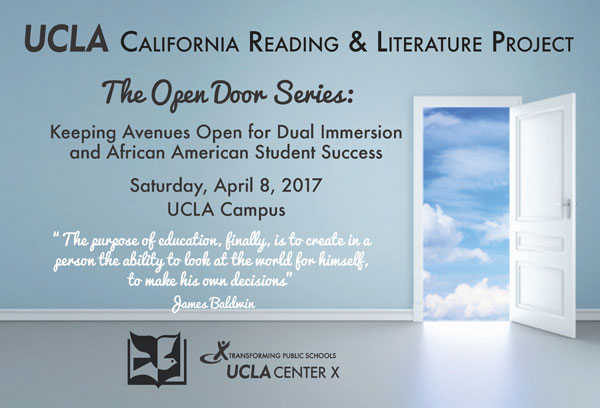 UCLA CALIFORNIA READING & LITERATURE PROJECT
The Open Door Series:
Keeping Avenues Open for Dual Immersion
and African American Student Success
Saturday, April 8, 2017
UCLA Campus
“ The purpose of education, finally, is to create in a
person the ability to look at the world for himself,
to make his own decisions”
James Baldwin
X TRANSFORMING PUBLIC SCHOOLS
UCLA CENTER X